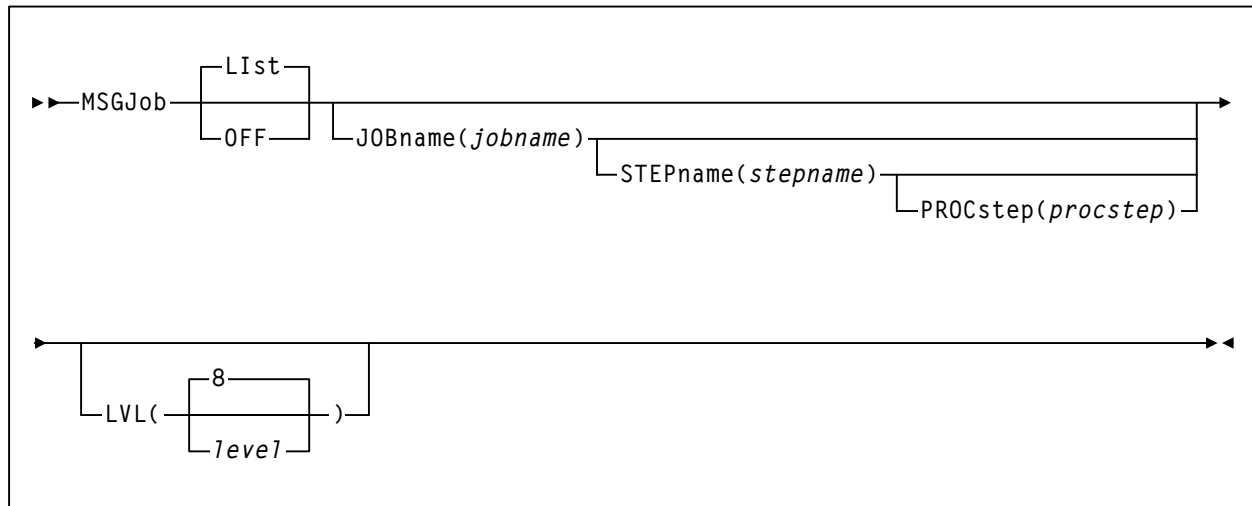 LIst
MSGJob
OFF
JOBname(jobname)
STEPname(stepname)
PROCstep(procstep)
8
LVL( )
level